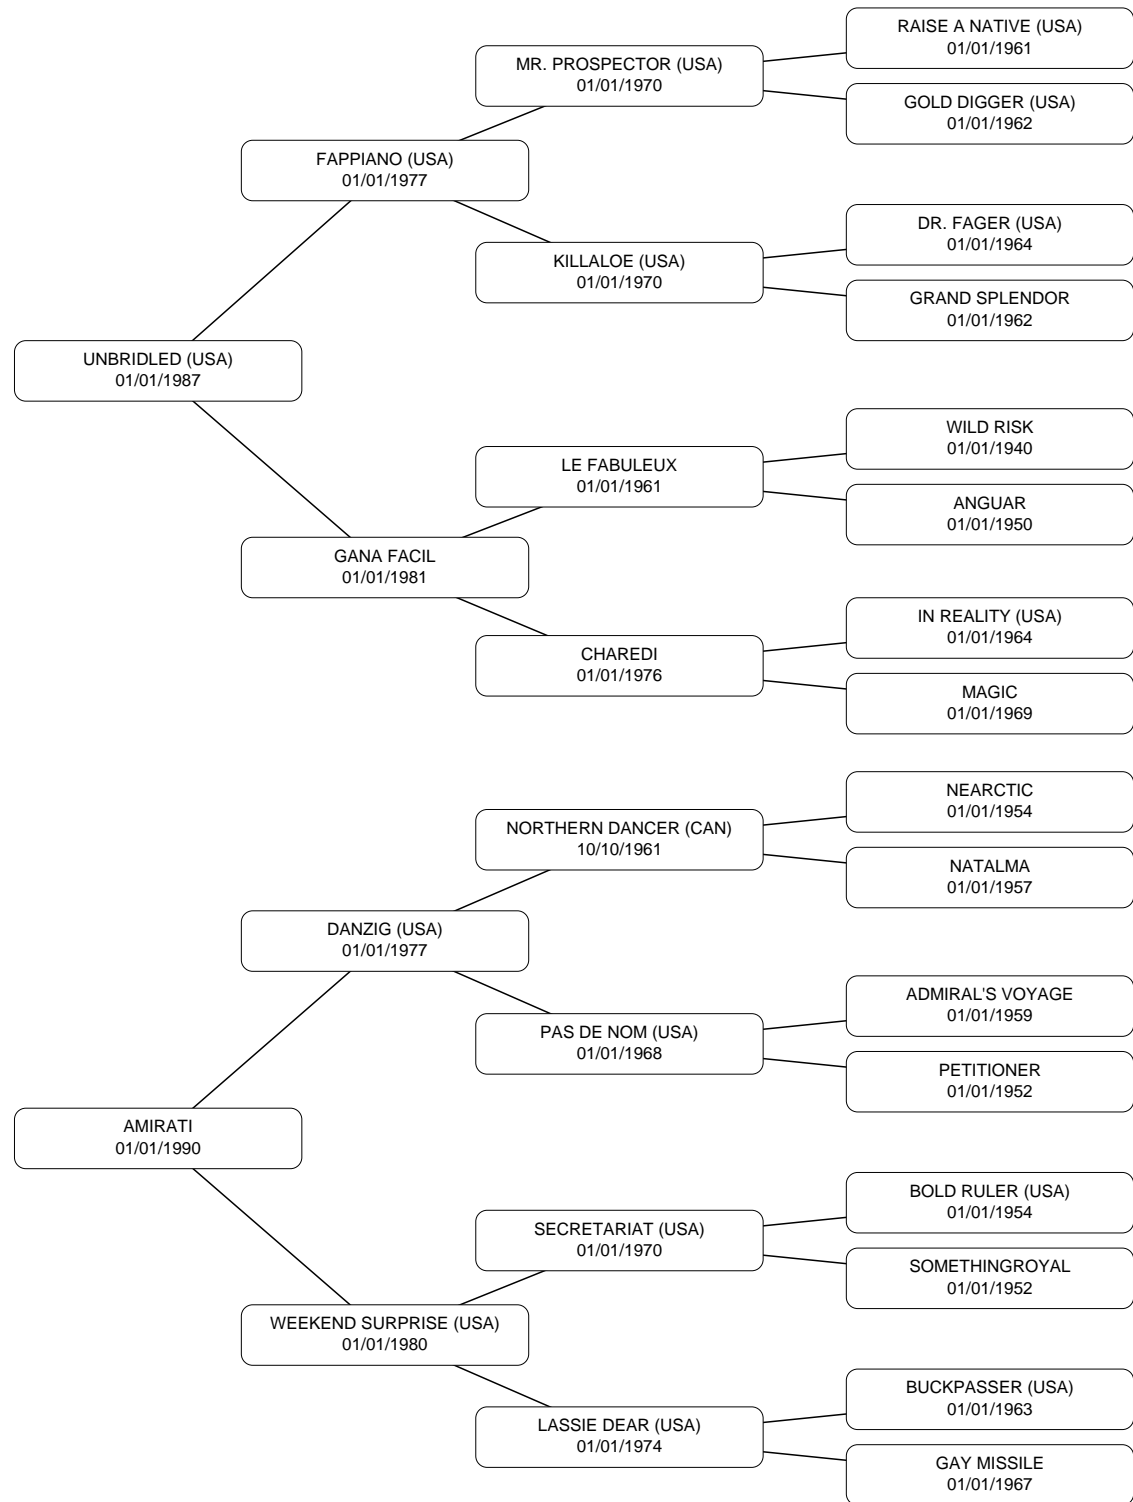 RAISE A NATIVE (USA)
01/01/1961
MR. PROSPECTOR (USA)
01/01/1970
GOLD DIGGER (USA)
01/01/1962
FAPPIANO (USA)
01/01/1977
DR. FAGER (USA)
01/01/1964
KILLALOE (USA)
01/01/1970
GRAND SPLENDOR
01/01/1962
UNBRIDLED (USA)
01/01/1987
WILD RISK
01/01/1940
LE FABULEUX
01/01/1961
ANGUAR
01/01/1950
GANA FACIL
01/01/1981
IN REALITY (USA)
01/01/1964
CHAREDI
01/01/1976
MAGIC
01/01/1969
NEARCTIC
01/01/1954
NORTHERN DANCER (CAN)
10/10/1961
NATALMA
01/01/1957
DANZIG (USA)
01/01/1977
ADMIRAL'S VOYAGE
01/01/1959
PAS DE NOM (USA)
01/01/1968
PETITIONER
01/01/1952
AMIRATI
01/01/1990
BOLD RULER (USA)
01/01/1954
SECRETARIAT (USA)
01/01/1970
SOMETHINGROYAL
01/01/1952
WEEKEND SURPRISE (USA)
01/01/1980
BUCKPASSER (USA)
01/01/1963
LASSIE DEAR (USA)
01/01/1974
GAY MISSILE
01/01/1967